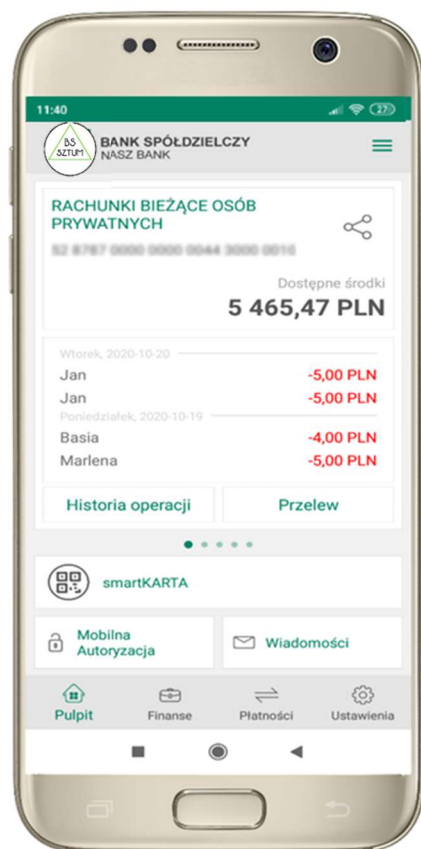 11:40
27
BS
SZTUM
BANK SPÓŁDZIELCZY
NASZ BANK
RACHUNKI BIEŻĄCE OSÓB
PRYWATNYCH
Dostępne środki
5 465,47 PLN
Wtorek, 2020-10-20
Jan -5,00 PLN
Jan -5,00 PLN
Poniedziałek, 2020-10-19
Basia -4,00 PLN
Marlena -5,00 PLN
Historia operacji Przelew
smartKARTA
Mobilna
Autoryzacja
Wiadomości
Pulpit Finanse Płatności Ustawienia